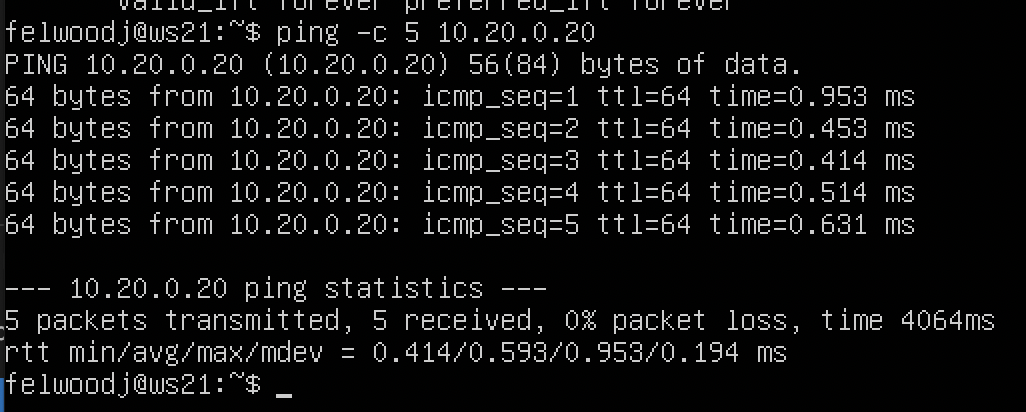 valid_lft forever preferred_lft forever
felwoodj@ws21:~$ ping -c 5 10.20.0.20
PING 10.20.0.20 (10.20.0.20) 56(84) bytes of data.
64 bytes from 10.20.0.20: icmp_seq=1 ttl=64 time=0.953 ms
64 bytes from 10.20.0.20: icmp_seq=2 ttl=64 time=0.453 ms
64 bytes from 10.20.0.20: icmp_seq=3 ttl=64 time=0.414 ms
64 bytes from 10.20.0.20: icmp_seq=4 ttl=64 time=0.514 ms
64 bytes from 10.20.0.20: icmp_seq=5 ttl=64 time=0.631 ms

--- 10.20.0.20 ping statistics ---
5 packets transmitted, 5 received, 0% packet loss, time 4064ms
rtt min/avg/max/mdev = 0.414/0.593/0.953/0.194 ms
felwoodj@ws21:~$ _